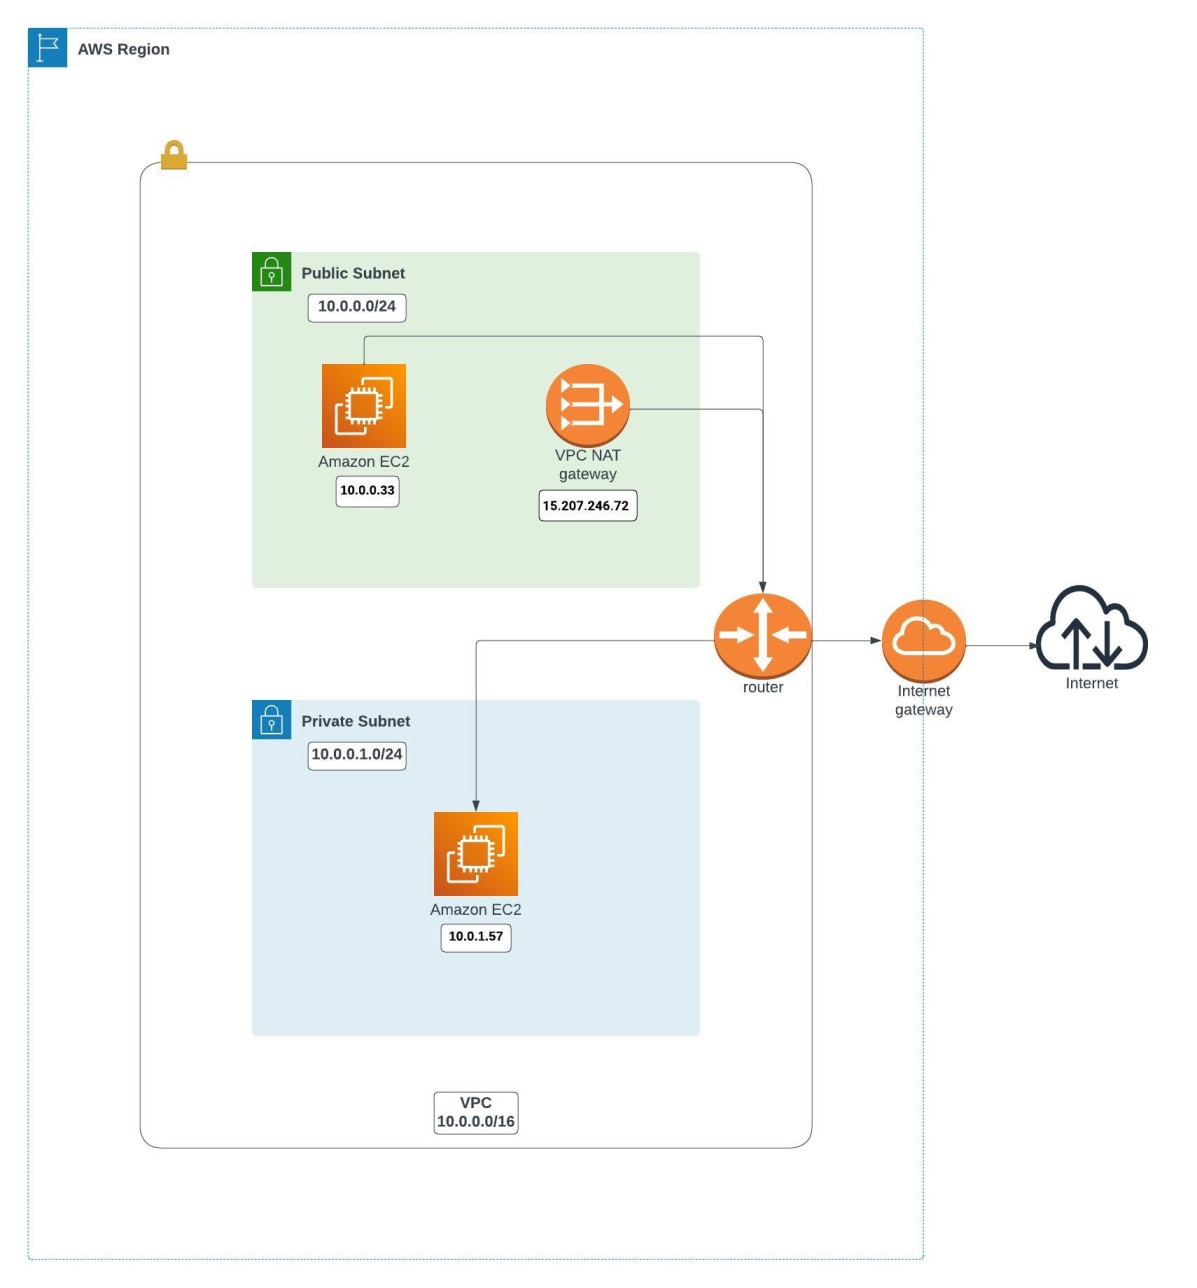 AWS Region
Public Subnet
10.0.0.0/24
Amazon EC2
10.0.0.33
VPC NAT
gateway
15.207.246.72
router
Internet
gateway
Internet
Private Subnet
10.0.0.1.0/24
Amazon EC2
10.0.1.57
VPC
10.0.0.0/16